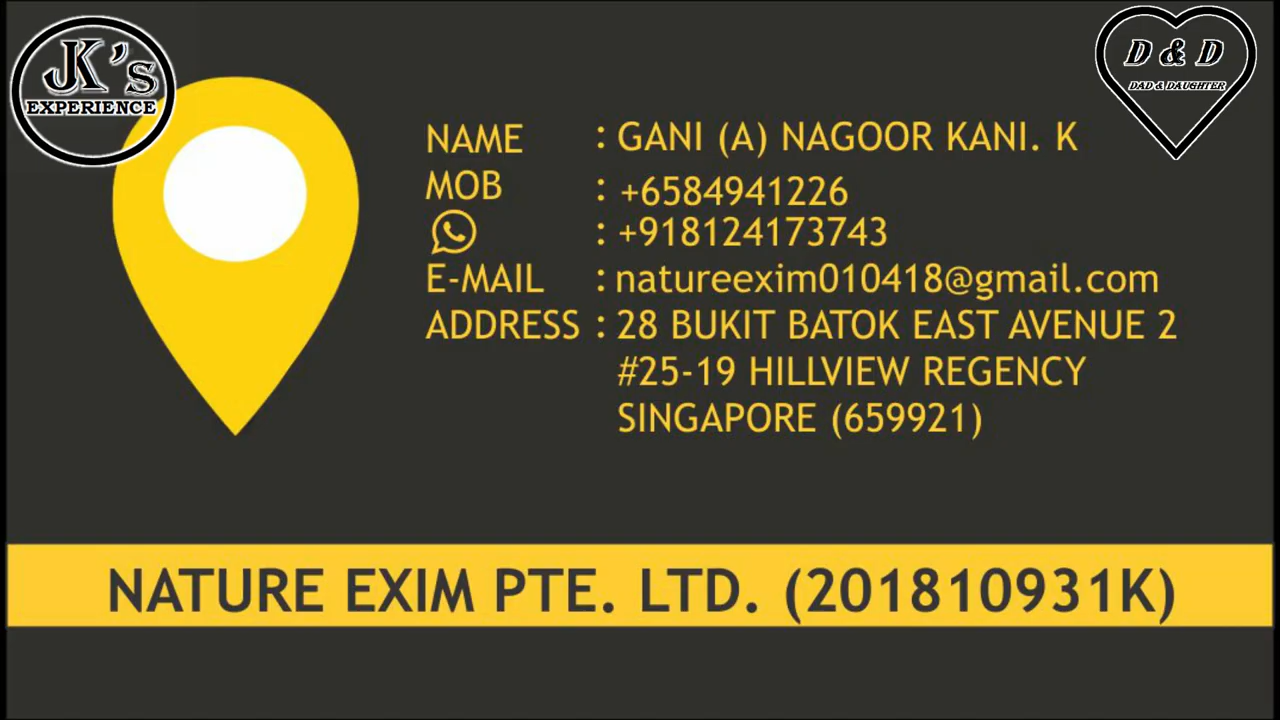 JK's
EXPERIENCE
D & D
DAD & DAUGHTER
NAME : GANI (A) NAGOOR KANI. K
MOB : +6584941226
: +918124173743
E-MAIL : natureexim010418@gmail.com
ADDRESS : 28 BUKIT BATOK EAST AVENUE 2
#25-19 HILLVIEW REGENCY
SINGAPORE (659921)
NATURE EXIM PTE. LTD. (201810931K)